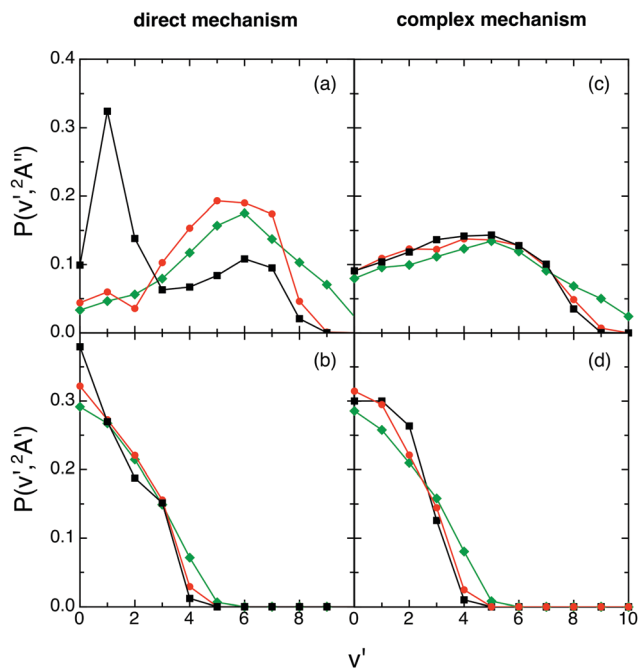 direct mechanism complex mechanism
0.4
(a) (c)
0.3
P(v',²A'')
0.2
0.1
0.0
(b) (d)
0.3
P(v',²A')
0.2
0.1
0.0
0 2 4 6 8 0 2 4 6 8 10
v'